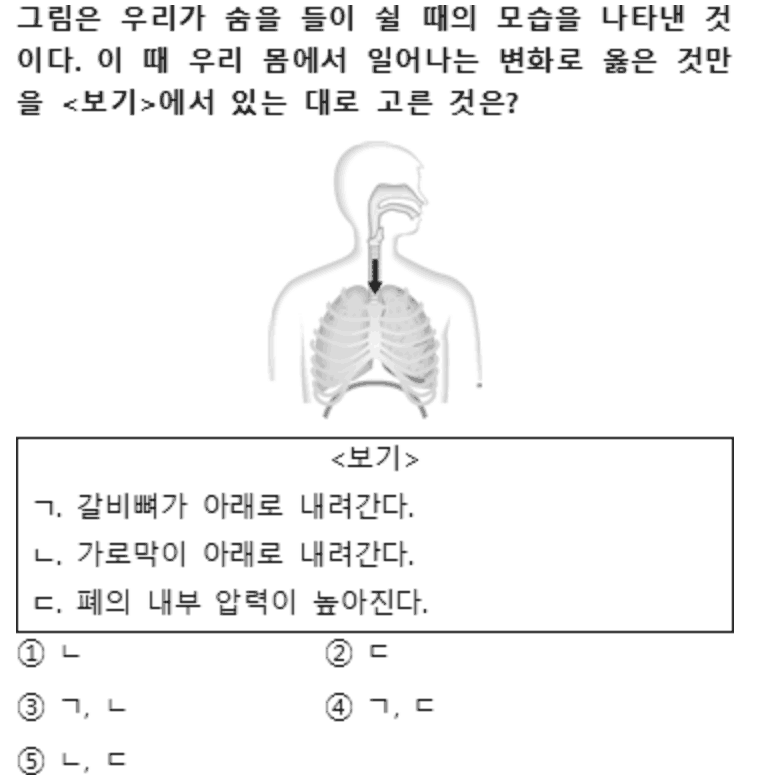 그림은 우리가 숨을 들이 쉴 때의 모습을 나타낸 것
이다. 이 때 우리 몸에서 일어나는 변화로 옳은 것만
을 <보기>에서 있는 대로 고른 것은?
<보기>
ㄱ. 갈비뼈가 아래로 내려간다.
ㄴ. 가로막이 아래로 내려간다.
ㄷ. 폐의 내부 압력이 높아진다.
① ㄴ ② ㄷ
③ ㄱ, ㄴ ④ ㄱ, ㄷ
⑤ ㄴ, ㄷ